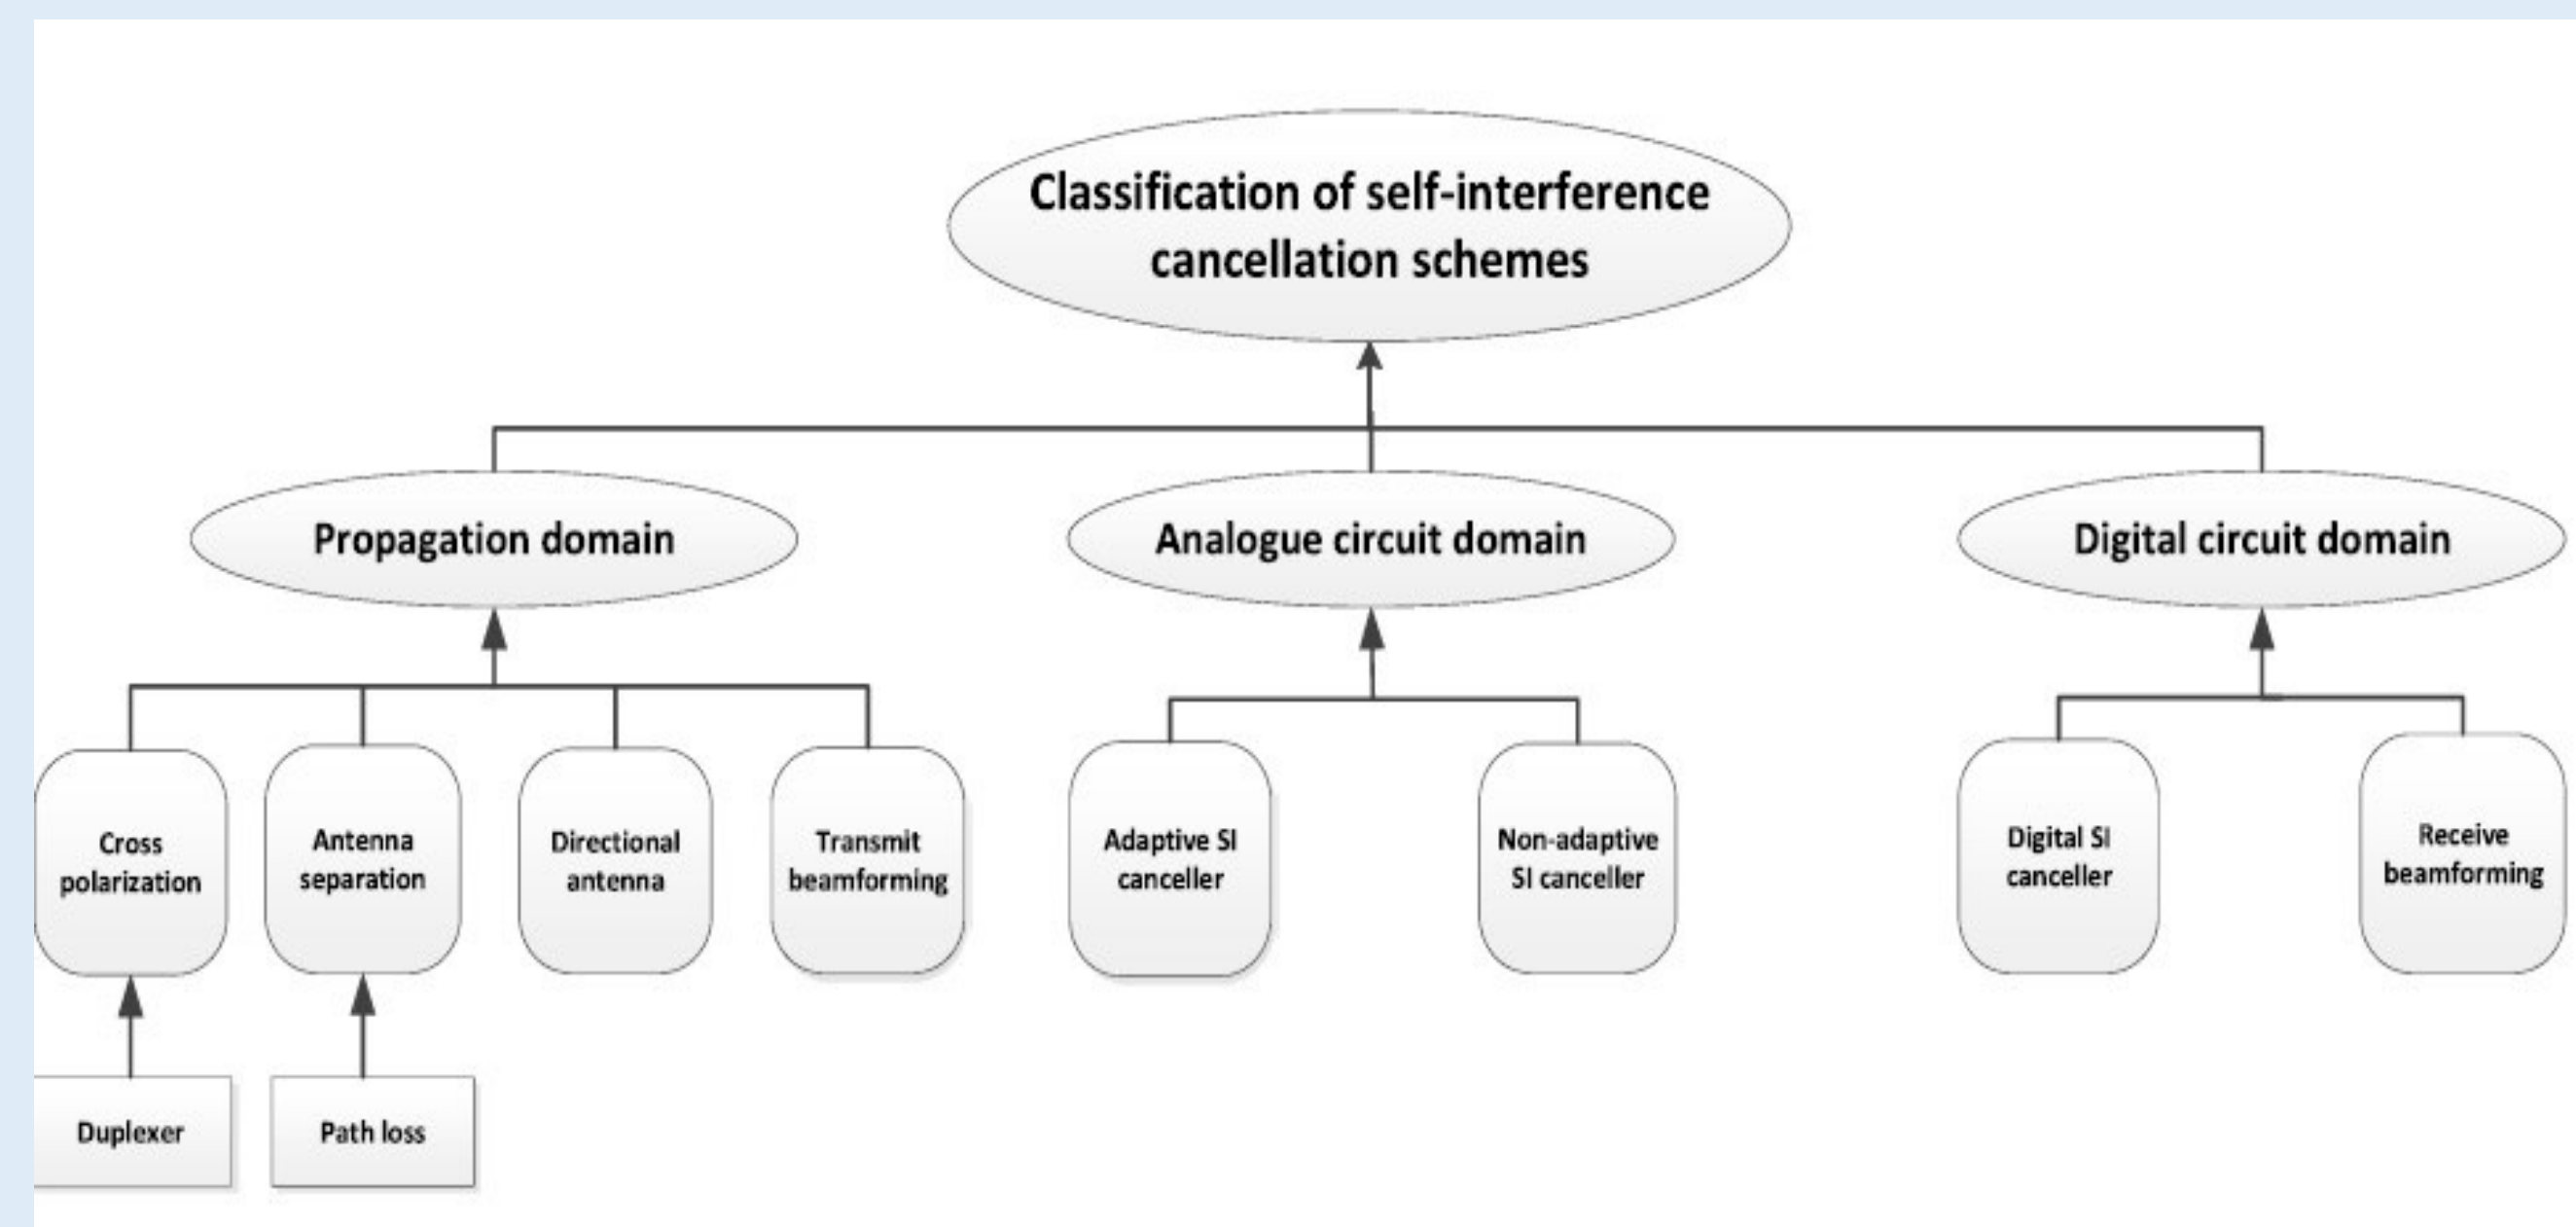 Classification of self-interference
cancellation schemes
Propagation domain
Analogue circuit domain
Digital circuit domain
Cross
polarization
Antenna
separation
Directional
antenna
Transmit
beamforming
Adaptive SI
canceller
Non-adaptive
SI canceller
Digital SI
canceller
Receive
beamforming
Duplexer
Path loss